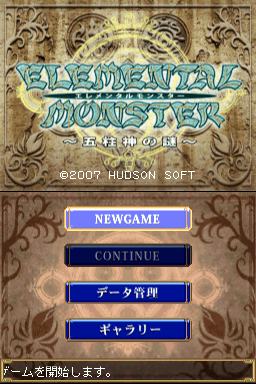 ELEMENTAL
エレメンタルモンスター
MONSTER
～五柱神の謎～
©2007 HUDSON SOFT
NEWGAME
CONTINUE
データ管理
ギャラリー
ゲームを開始します。